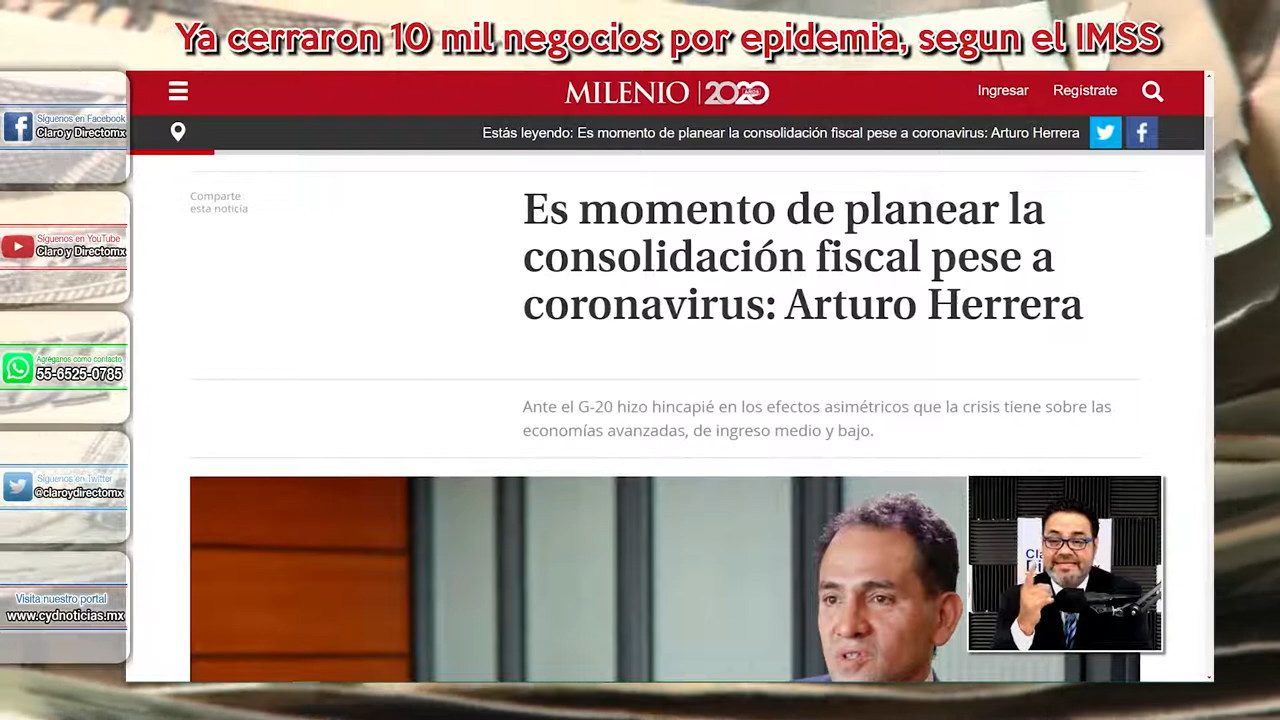 Ya cerraron 10 mil negocios por epidemia, segun el IMSS
MILENIO 2020
Ingresar
Regístrate
Estás leyendo: Es momento de planear la consolidación fiscal pese a coronavirus: Arturo Herrera
Síguenos en Facebook
Claro y Directomx
Síguenos en YouTube
Claro y Directomx
Agréganos como contacto
55-6525-0785
Síguenos en Twitter
@claroydirectomx
Visita nuestro portal
www.cydnoticias.mx
Comparte
esta noticia
Es momento de planear la
consolidación fiscal pese a
coronavirus: Arturo Herrera
Ante el G-20 hizo hincapié en los efectos asimétricos que la crisis tiene sobre las
economías avanzadas, de ingreso medio y bajo.